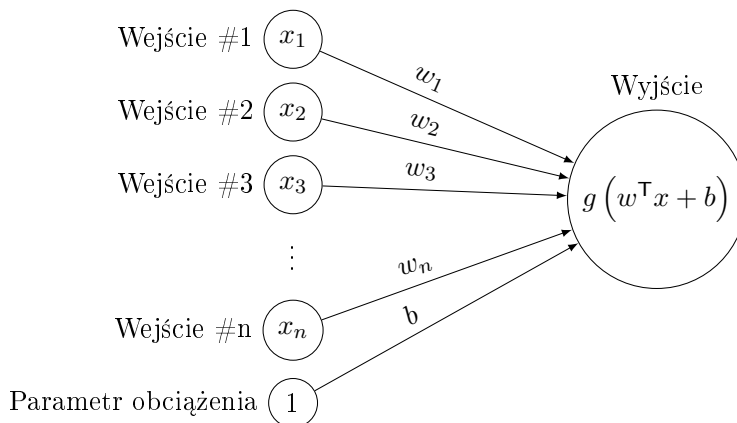 Wejście #1 x₁
w₁
Wyjście
Wejście #2 x₂
w₂
Wejście #3 x₃
w₃
g (wᵀx + b)
⋮
wₙ
Wejście #n xₙ
b
Parametr obciążenia 1